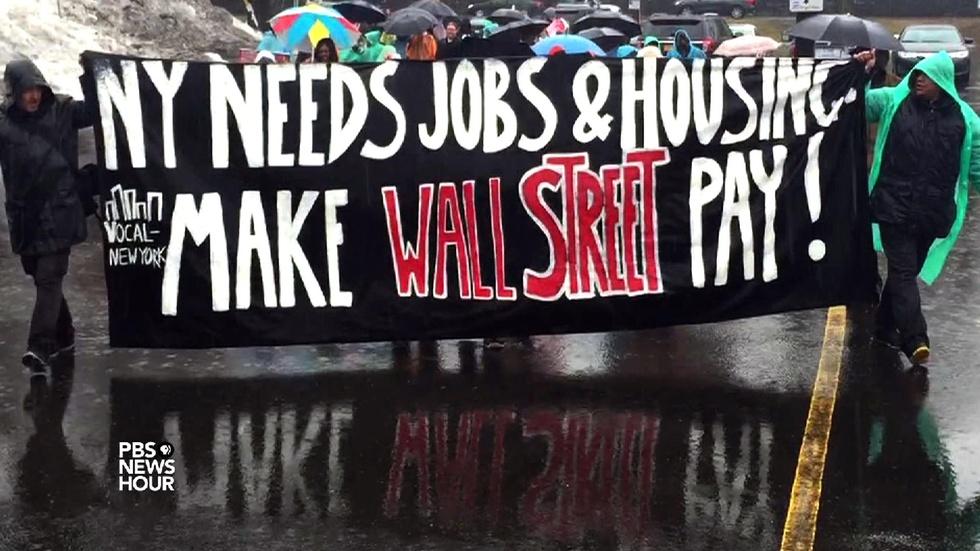 NY NEEDS JOBS & HOUSING
MAKE WALL STREET PAY!
VOCAL-
NEW YORK
PBS
NEWS
HOUR